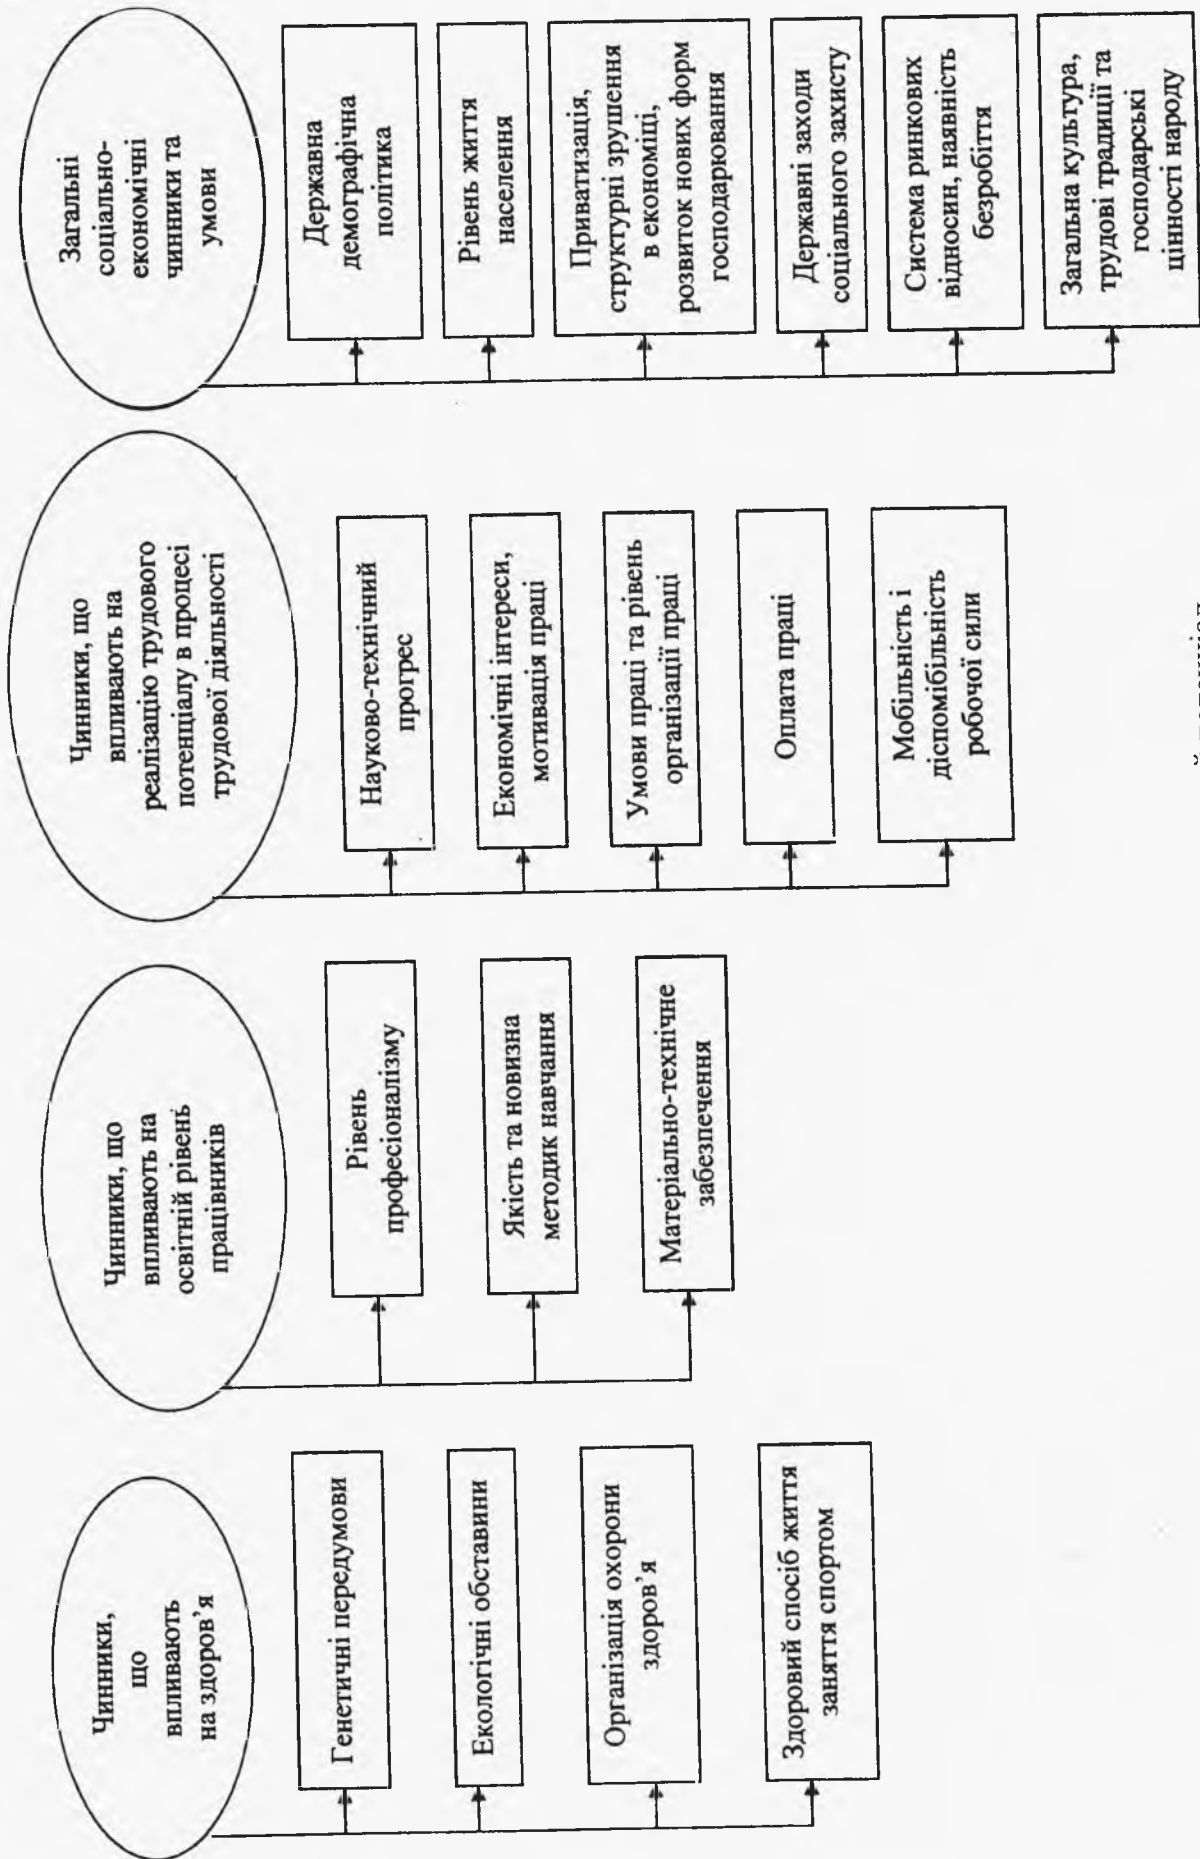 Чинники,
що
впливають
на здоров'я
Генетичні передумови
Екологічні обставини
Організація охорони
здоров'я
Здоровий спосіб життя
заняття спортом
Чинники, що
впливають на
освітній рівень
працівників
Рівень
професіоналізму
Якість та новизна
методик навчання
Матеріально-технічне
забезпечення
Чинники, що
впливають на
реалізацію трудового
потенціалу в процесі
трудової діяльності
Науково-технічний
прогрес
Економічні інтереси,
мотивація праці
Умови праці та рівень
організації праці
Оплата праці
Мобільність і
діспомібільність
робочої сили
Загальні
соціально-
економічні
чинники та
умови
Державна
демографічна
політика
Рівень життя
населення
Приватизація,
структурні зрушення
в економіці,
розвиток нових форм
господарювання
Державні заходи
соціального захисту
Система ринкових
відносин, наявність
безробіття
Загальна культура,
трудові традиції та
господарські
цінності народу